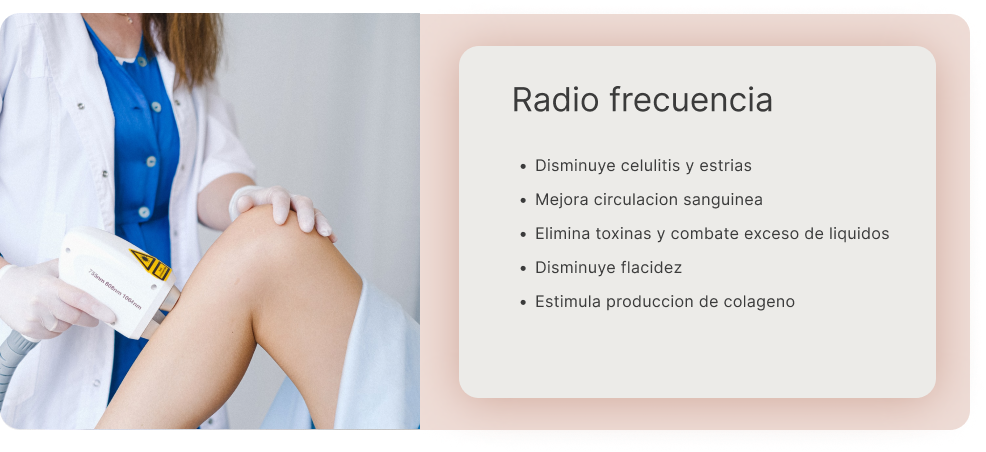 Radio frecuencia
• Disminuye celulitis y estrias
• Mejora circulacion sanguinea
• Elimina toxinas y combate exceso de liquidos
• Disminuye flacidez
• Estimula produccion de colageno
755nm 808nm 1064nm